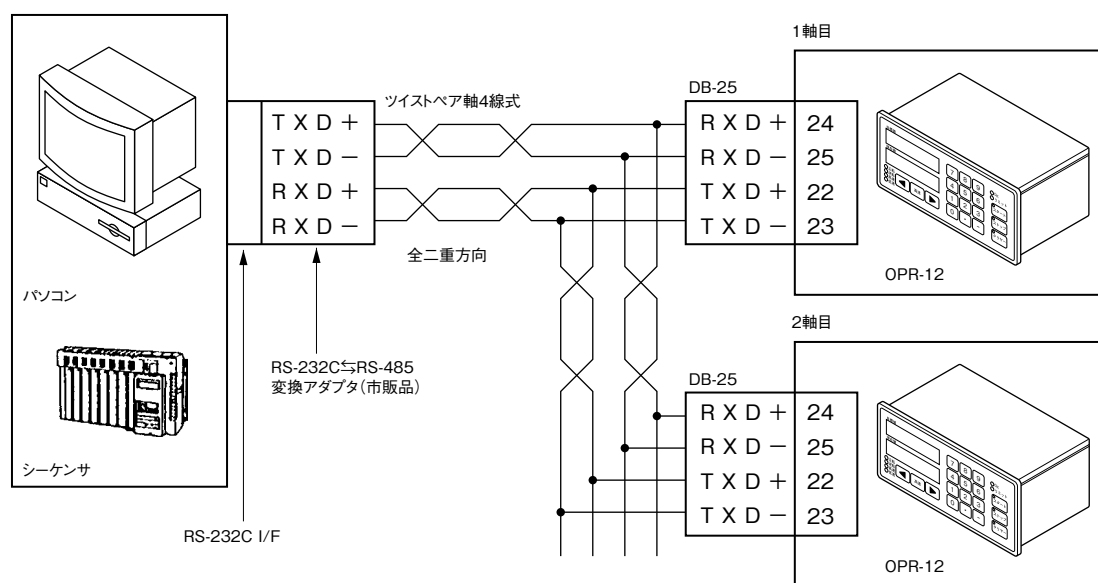 1軸目
ツイストペア軸4線式
DB-25
TXD+
TXD−
RXD+
RXD−
RXD+ 24
RXD− 25
TXD+ 22
TXD− 23
全二重方向
OPR-12
パソコン
2軸目
RS-232C⇆RS-485
変換アダプタ(市販品)
DB-25
RXD+ 24
RXD− 25
TXD+ 22
TXD− 23
シーケンサ
RS-232C I/F
OPR-12